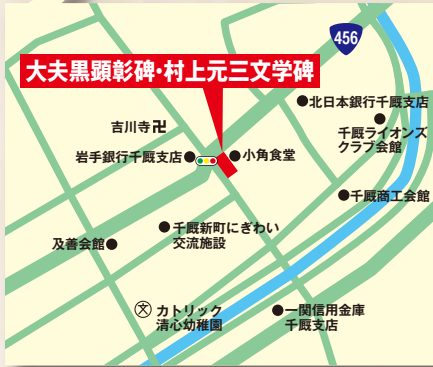 456
大夫黒顕彰碑・村上元三文学碑
北日本銀行千厩支店
千厩ライオンズ
クラブ会館
吉川寺卍
岩手銀行千厩支店
小角食堂
千厩商工会館
千厩新町にぎわい
交流施設
及善会館
文
カトリック
清心幼稚園
一関信用金庫
千厩支店